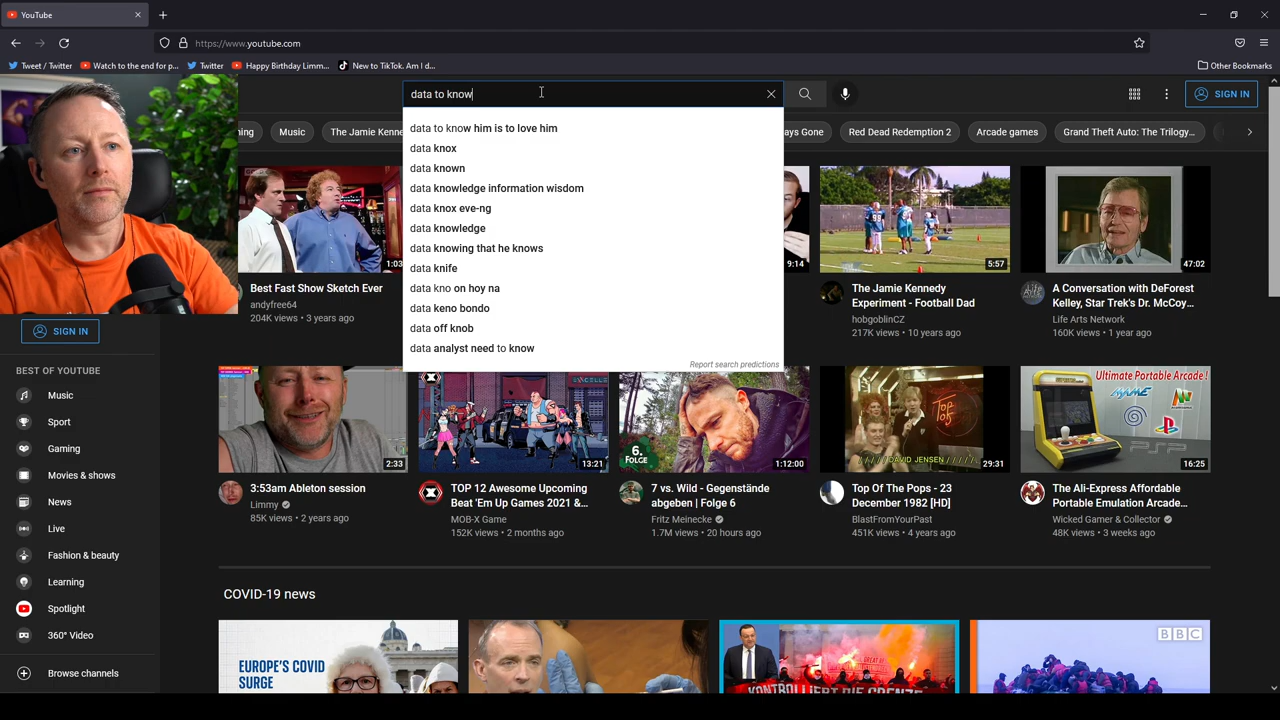 YouTube
https://www.youtube.com
Tweet / Twitter
Watch to the end for p...
Twitter
Happy Birthday Limm...
New to TikTok. Am I d...
Other Bookmarks
data to know
SIGN IN
ing
Music
The Jamie Kenne
ays Gone
Red Dead Redemption 2
Arcade games
Grand Theft Auto: The Trilogy...
data to know him is to love him
data knox
data known
data knowledge information wisdom
data knox eve-ng
data knowledge
data knowing that he knows
data knife
data kno on hoy na
data keno bondo
data off knob
data analyst need to know
Report search predictions
1:03
9:14
5:57
47:02
Best Fast Show Sketch Ever
andyfree64
204K views • 3 years ago
The Jamie Kennedy
Experiment - Football Dad
hobgoblinCZ
217K views • 10 years ago
A Conversation with DeForest
Kelley, Star Trek's Dr. McCoy...
Life Arts Network
160K views • 1 year ago
SIGN IN
BEST OF YOUTUBE
Music
Sport
Gaming
Movies & shows
News
Live
Fashion & beauty
Learning
Spotlight
360° Video
Browse channels
2:33
13:21
6.
FOLGE
1:12:00
Top
DAVID JENSEN
29:31
Ultimate Portable Arcade!
MAME
PSP
16:25
3:53am Ableton session
Limmy
85K views • 2 years ago
TOP 12 Awesome Upcoming
Beat 'Em Up Games 2021 &...
MOB-X Game
152K views • 2 months ago
7 vs. Wild - Gegenstände
abgeben | Folge 6
Fritz Meinecke
1.7M views • 20 hours ago
Top Of The Pops - 23
December 1982 [HD]
BlastFromYourPast
451K views • 4 years ago
The Ali-Express Affordable
Portable Emulation Arcade...
Wicked Gamer & Collector
48K views • 3 weeks ago
COVID-19 news
EUROPE'S COVID
SURGE
KONTROLLIERT DIE GRENZE
BBC